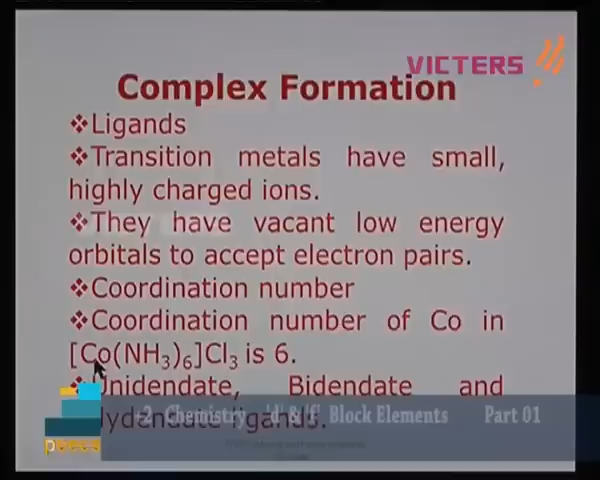 VICTERS
Complex Formation
❖Ligands
❖Transition metals have small,
highly charged ions.
❖They have vacant low energy
orbitals to accept electron pairs.
❖Coordination number
❖Coordination number of Co in
[Co(NH₃)₆]Cl₃ is 6.
Unidendate, Bidendate and
ligands.
+2 Chemistry 'd' & 'f' Block Elements Part 01